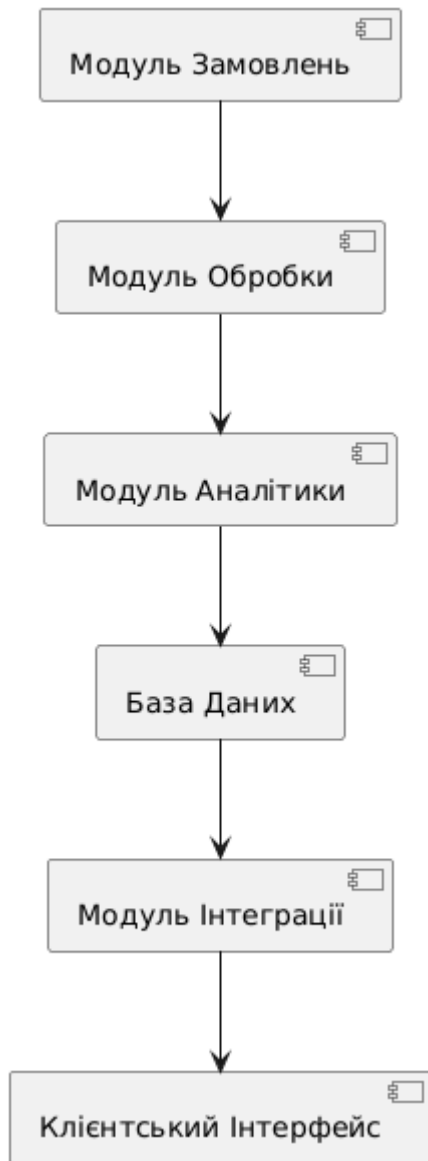 Модуль Замовлень
Модуль Обробки
Модуль Аналітики
База Даних
Модуль Інтеграції
Клієнтський Інтерфейс